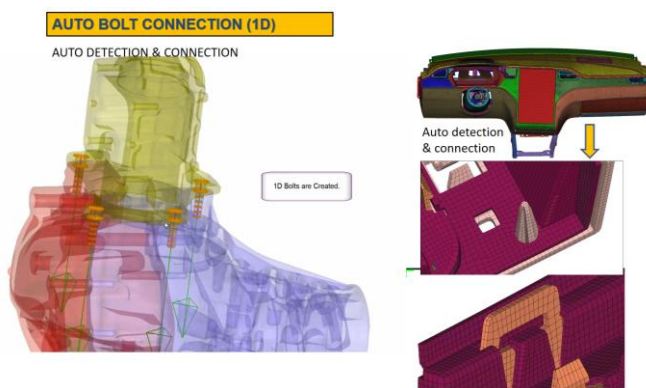 AUTO BOLT CONNECTION (1D)
AUTO DETECTION & CONNECTION
1D Bolts are Created.
Auto detection
& connection